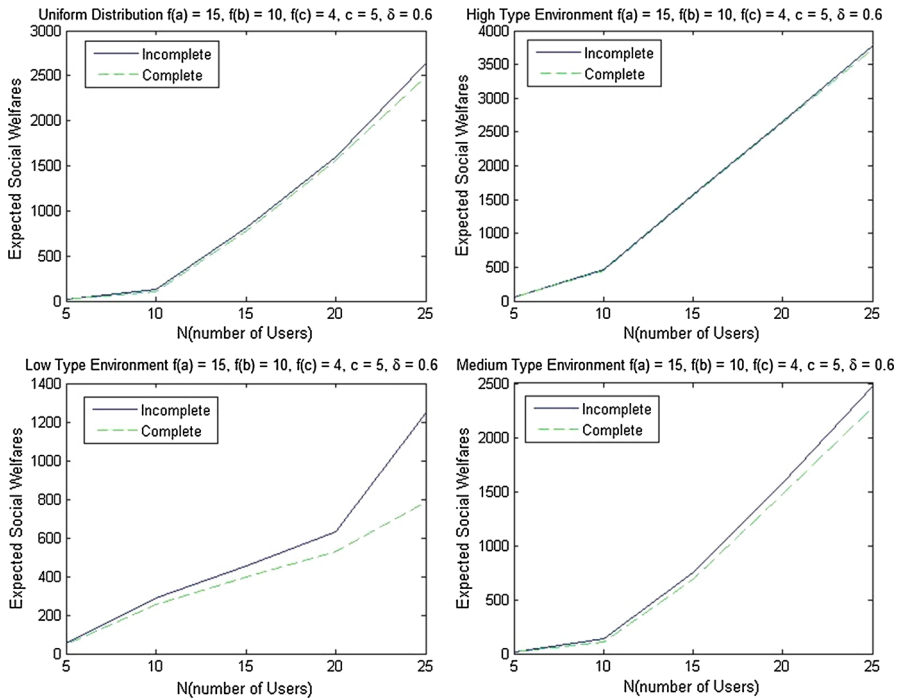 Uniform Distribution f(a) = 15, f(b) = 10, f(c) = 4, c = 5, δ = 0.6
3000
2500
2000
1500
1000
500
0
Expected Social Welfares
Incomplete
Complete
5 10 15 20 25
N(number of Users)
High Type Environment f(a) = 15, f(b) = 10, f(c) = 4, c = 5, δ = 0.6
4000
3500
3000
2500
2000
1500
1000
500
0
Expected Social Welfares
Incomplete
Complete
5 10 15 20 25
N(number of Users)
Low Type Environment f(a) = 15, f(b) = 10, f(c) = 4, c = 5, δ = 0.6
1400
1200
1000
800
600
400
200
0
Expected Social Welfares
Incomplete
Complete
5 10 15 20 25
N(number of Users)
Medium Type Environment f(a) = 15, f(b) = 10, f(c) = 4, c = 5, δ = 0.6
2500
2000
1500
1000
500
0
Expected Social Welfares
Incomplete
Complete
5 10 15 20 25
N(number of Users)